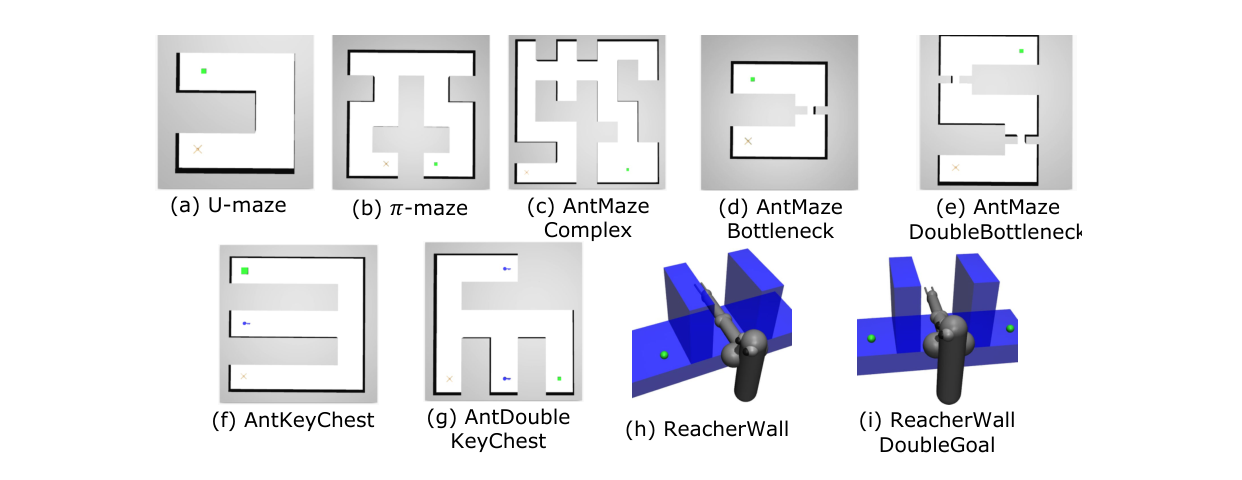 (a) U-maze
(b) π-maze
(c) AntMaze
Complex
(d) AntMaze
Bottleneck
(e) AntMaze
DoubleBottleneck
(f) AntKeyChest
(g) AntDouble
KeyChest
(h) ReacherWall
(i) ReacherWall
DoubleGoal